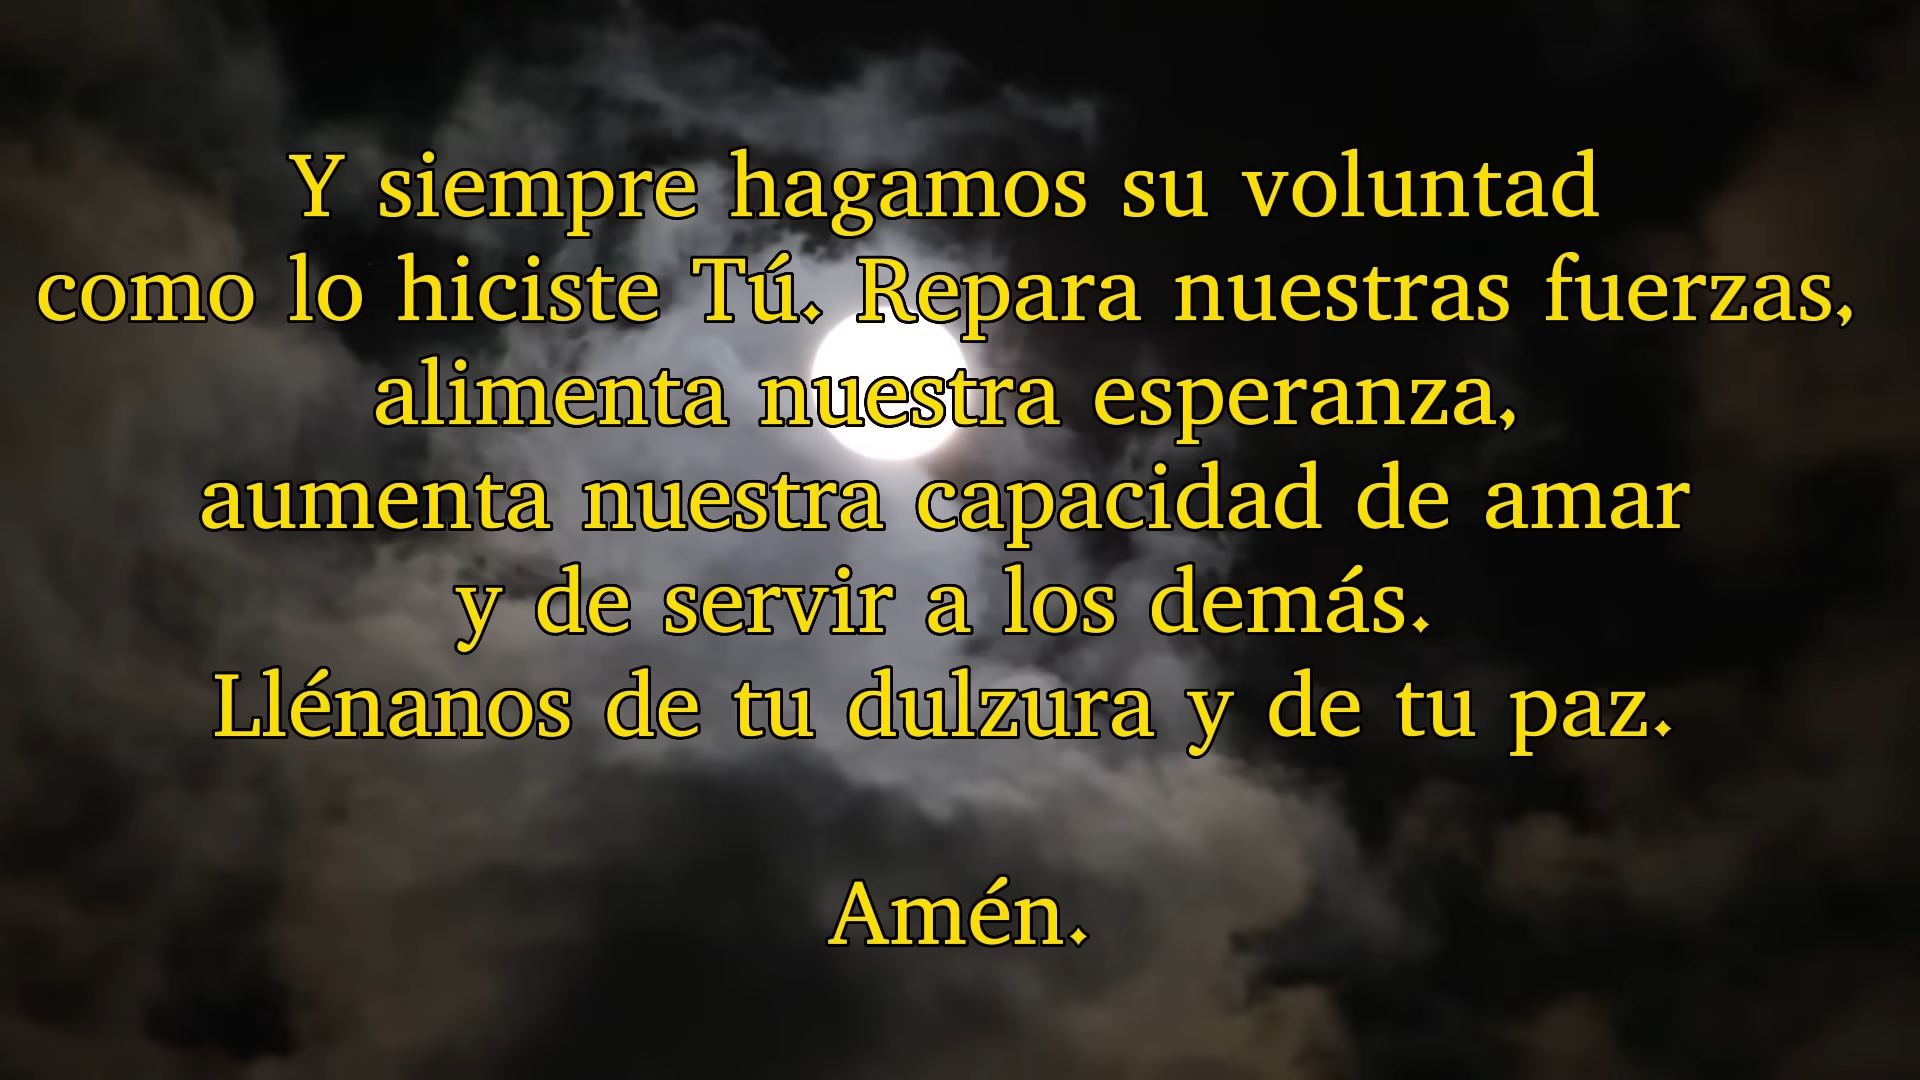 Y siempre hagamos su voluntad
como lo hiciste Tú. Repara nuestras fuerzas,
alimenta nuestra esperanza,
aumenta nuestra capacidad de amar
y de servir a los demás.
Llénanos de tu dulzura y de tu paz.
Amén.